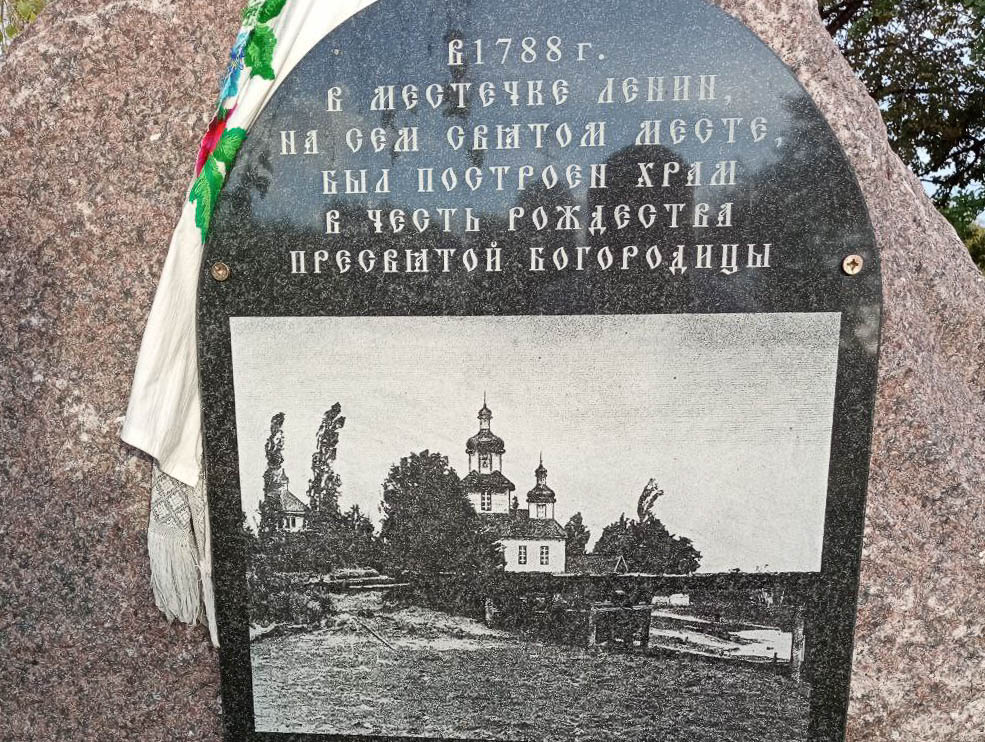 В 1788 г.
В МЕСТЕЧКЕ ЛЕНИН,
НА СЕМ СВЯТОМ МЕСТЕ,
БЫЛ ПОСТРОЕН ХРАМ
В ЧЕСТЬ РОЖДЕСТВА
ПРЕСВЯТОЙ БОГОРОДИЦЫ